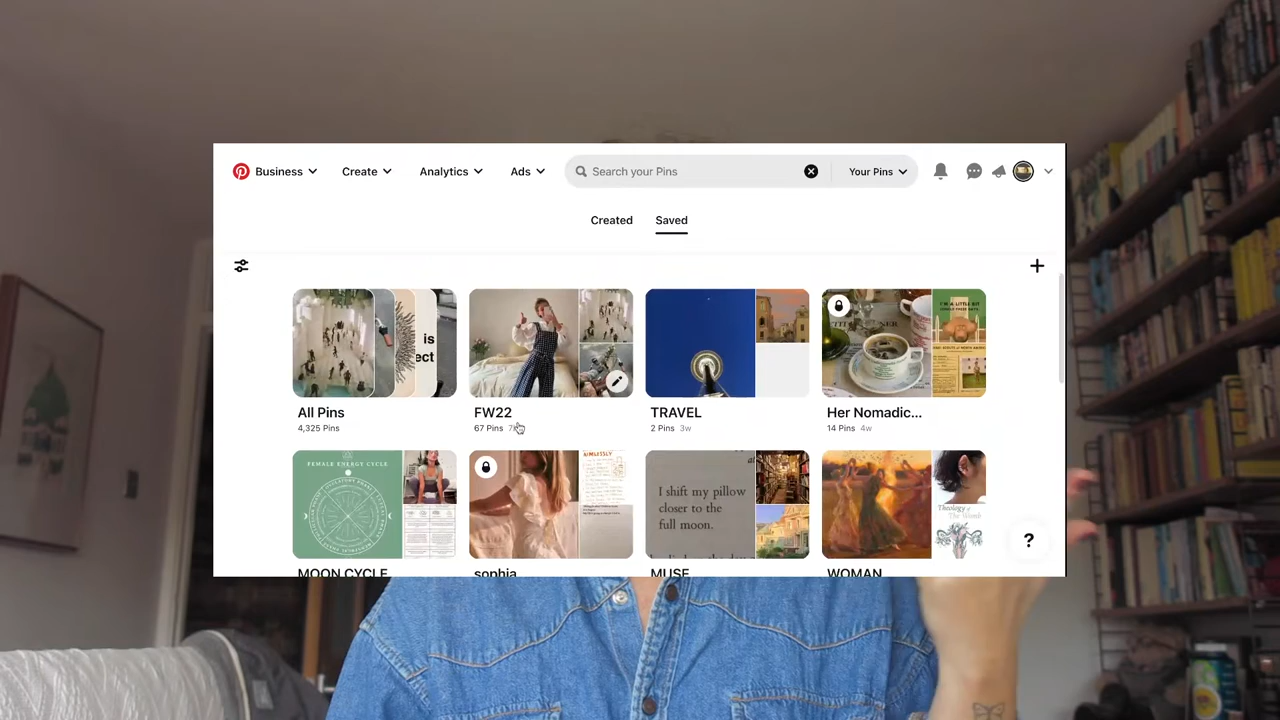 Business
Create
Analytics
Ads
Search your Pins
Your Pins
Created
Saved
is
ect
All Pins
4,325 Pins
FW22
67 Pins
TRAVEL
2 Pins 3w
I'M A LITTLE BIT
Her Nomadic...
14 Pins 4w
FEMALE ENERGY CYCLE
AIMLESSLY
I shift my pillow
closer to the
full moon.
Theology of
The Womb
?
MOON CYCLE
sophia
MUSE
WOMAN